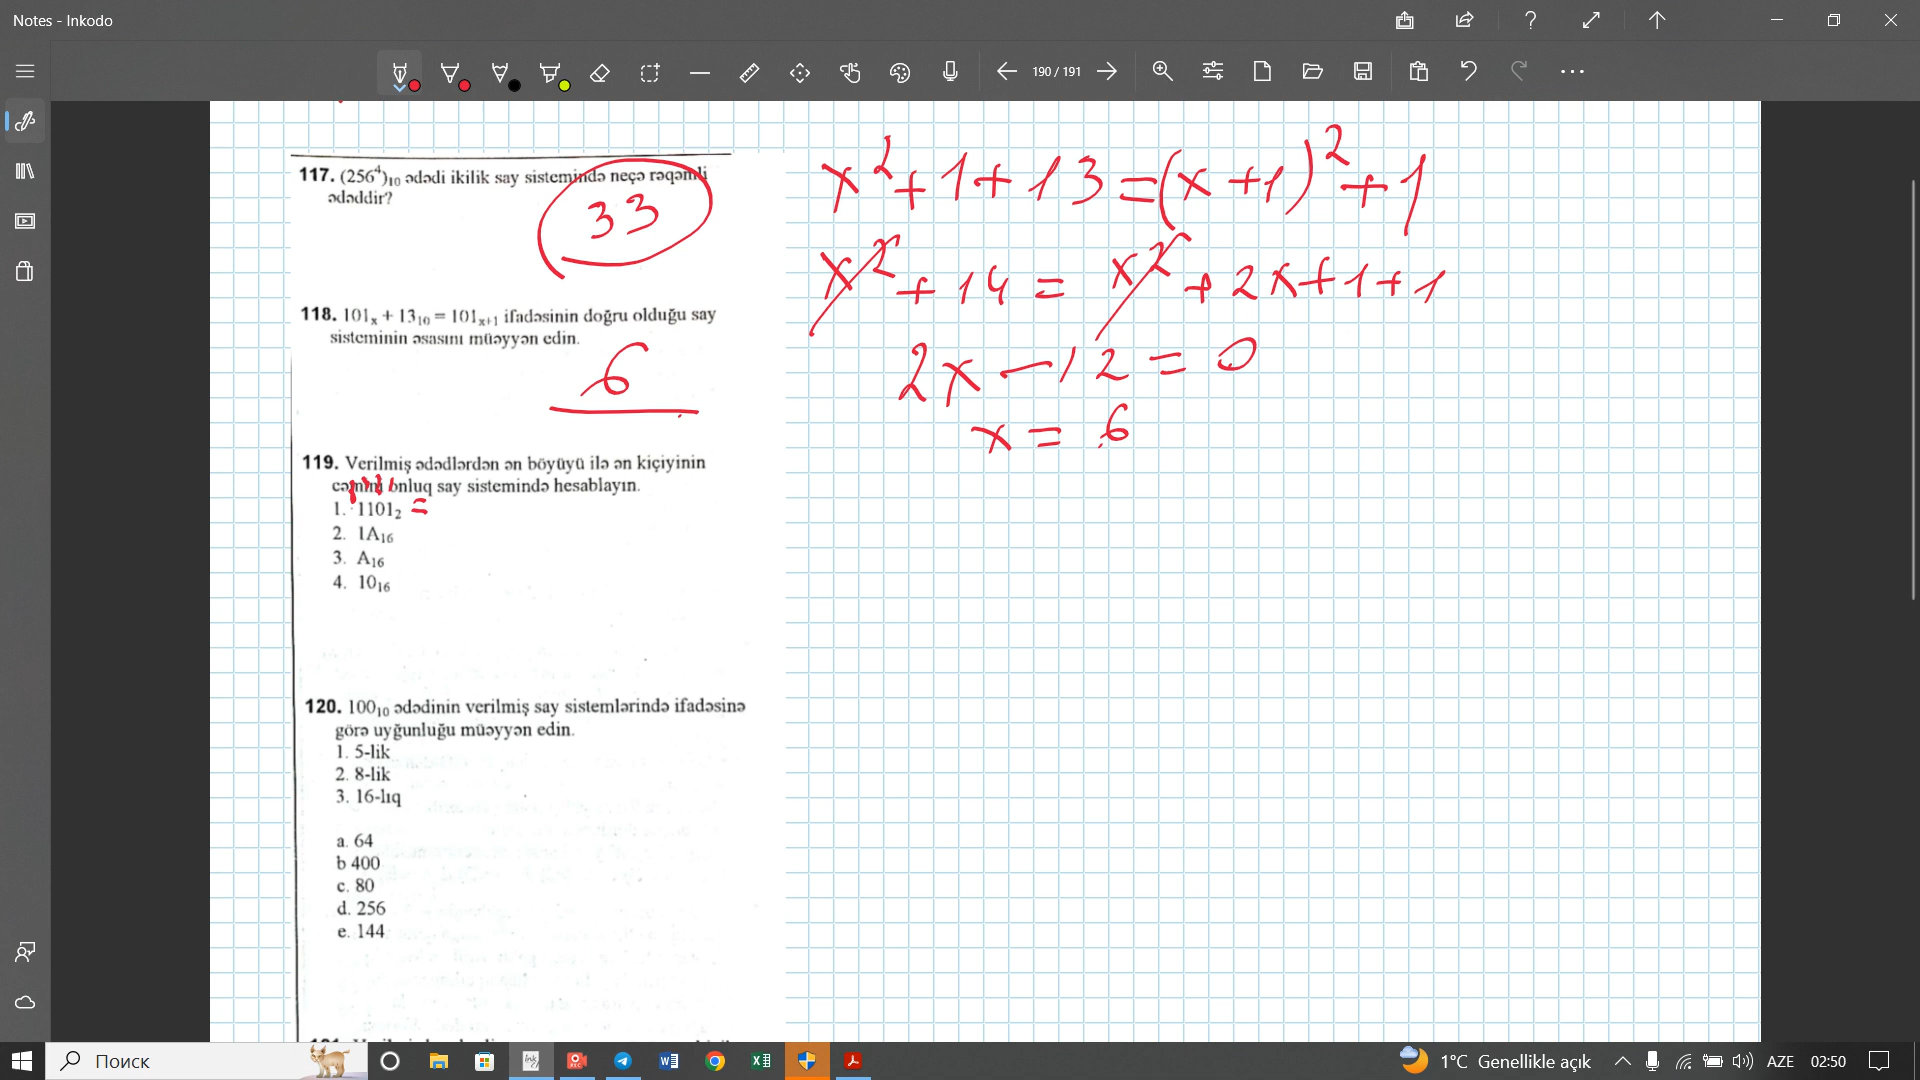 Notes - Inkodo
190 / 191
117. (256⁴)₁₀ ədədi ikilik say sistemində neçə rəqəmli
ədəddir?
33
118. 101ₓ + 13₁₀ = 101ₓ₊₁ ifadəsinin doğru olduğu say
sisteminin əsasını müəyyən edin.
6
119. Verilmiş ədədlərdən ən böyüyü ilə ən kiçiyinin
cəmini onluq say sistemində hesablayın.
1. 1101₂ =
2. 1A₁₆
3. A₁₆
4. 10₁₆
120. 100₁₀ ədədinin verilmiş say sistemlərində ifadəsinə
görə uyğunluğu müəyyən edin.
1. 5-lik
2. 8-lik
3. 16-lıq
a. 64
b 400
c. 80
d. 256
e. 144
x² + 1 + 13 = (x + 1)² + 1
x² + 14 = x² + 2x + 1 + 1
2x − 12 = 0
x = 6
Поиск
1°C Genellikle açık
AZE
02:50